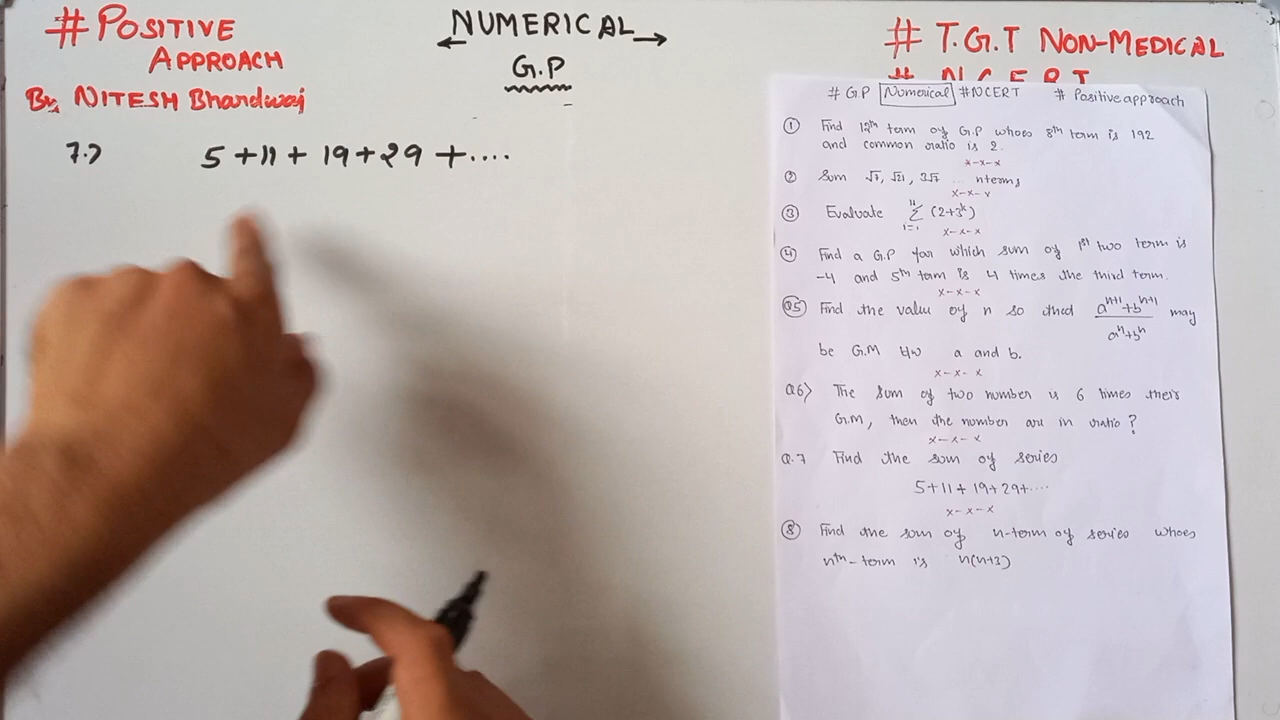 # POSITIVE
APPROACH
By NITESH Bhardwaj
NUMERICAL
G.P
# T.G.T NON-MEDICAL
# N C E R T
7.) 5 + 11 + 19 + 29 + ....
# GP Numerical #NCERT # Positive approach
① Find 12th term of G.P whoes 8th term is 192
and common ratio is 2.
x-x-x
② Sum √7, √21, 3√7 ... nterms
x-x-x
③ Evaluate Σ (2+3^k)
x-x-x
④ Find a G.P for which sum of 1st two term is
-4 and 5th term is 4 times the third term.
x-x-x
Q5 Find the value of n so that (a^(n+1)+b^(n+1))/(a^n+b^n) may
be G.M b/w a and b.
x-x-x
Q6) The sum of two number is 6 times their
G.M, then the number are in ratio?
x-x-x
Q.7 Find the sum of series
5+11+19+29+....
x-x-x
⑧ Find the sum of n-term of series whoes
nth-term is n(n+3)